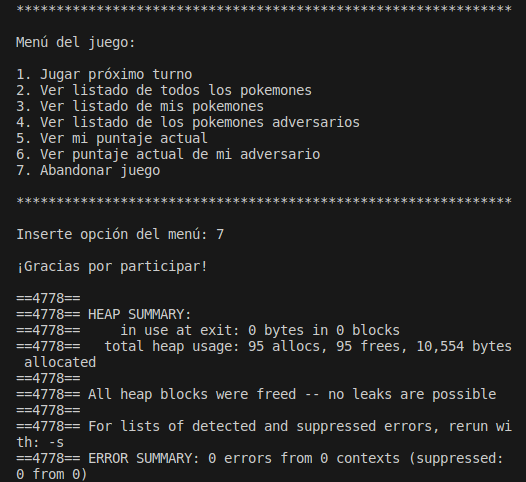 **************************************************************
Menú del juego:
1. Jugar próximo turno
2. Ver listado de todos los pokemones
3. Ver listado de mis pokemones
4. Ver listado de los pokemones adversarios
5. Ver mi puntaje actual
6. Ver puntaje actual de mi adversario
7. Abandonar juego
**************************************************************
Inserte opción del menú: 7
¡Gracias por participar!
==4778==
==4778== HEAP SUMMARY:
==4778==     in use at exit: 0 bytes in 0 blocks
==4778==   total heap usage: 95 allocs, 95 frees, 10,554 bytes
 allocated
==4778==
==4778== All heap blocks were freed -- no leaks are possible
==4778==
==4778== For lists of detected and suppressed errors, rerun wi
th: -s
==4778== ERROR SUMMARY: 0 errors from 0 contexts (suppressed:
0 from 0)